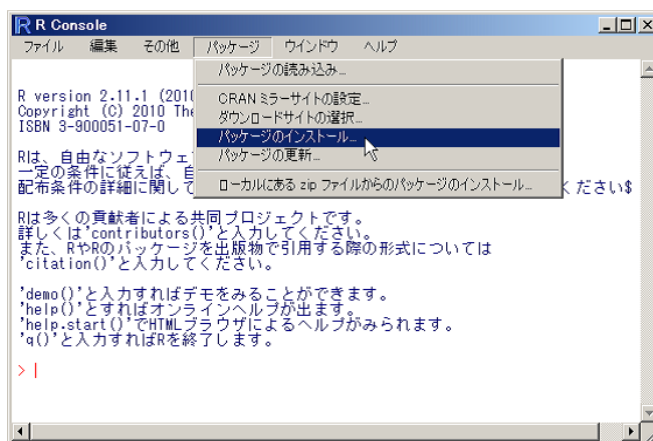 R Console
ファイル 編集 その他 パッケージ ウインドウ ヘルプ
パッケージの読み込み...
CRAN ミラーサイトの設定...
ダウンロードサイトの選択...
パッケージのインストール...
パッケージの更新...
ローカルにある zip ファイルからのパッケージのインストール...
R version 2.11.1 (201
Copyright (C) 2010 The
ISBN 3-900051-07-0
Rは、自由なソフトウェ
一定の条件に従えば、自
配布条件の詳細に関して ください$
Rは多くの貢献者による共同プロジェクトです。
詳しくは'contributors()'と入力してください。
また、RやRのパッケージを出版物で引用する際の形式については
'citation()'と入力してください。
'demo()'と入力すればデモをみることができます。
'help()'とすればオンラインヘルプが出ます。
'help.start()'でHTMLブラウザによるヘルプがみられます。
'q()'と入力すればRを終了します。
>